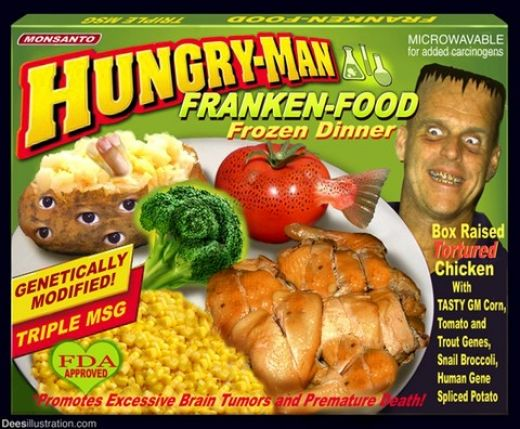 TRIPLE MSG
FRANKEN-FOOD
MONSANTO
HUNGRY-MAN
FRANKEN-FOOD
Frozen Dinner
MICROWAVABLE
for added carcinogens
Box Raised
Tortured
Chicken
With
TASTY GM Corn,
Tomato and
Trout Genes,
Snail Broccoli,
Human Gene
Spliced Potato
GENETICALLY
MODIFIED!
TRIPLE MSG
FDA
APPROVED
*Promotes Excessive Brain Tumors and Premature Death!
Deesillustration.com